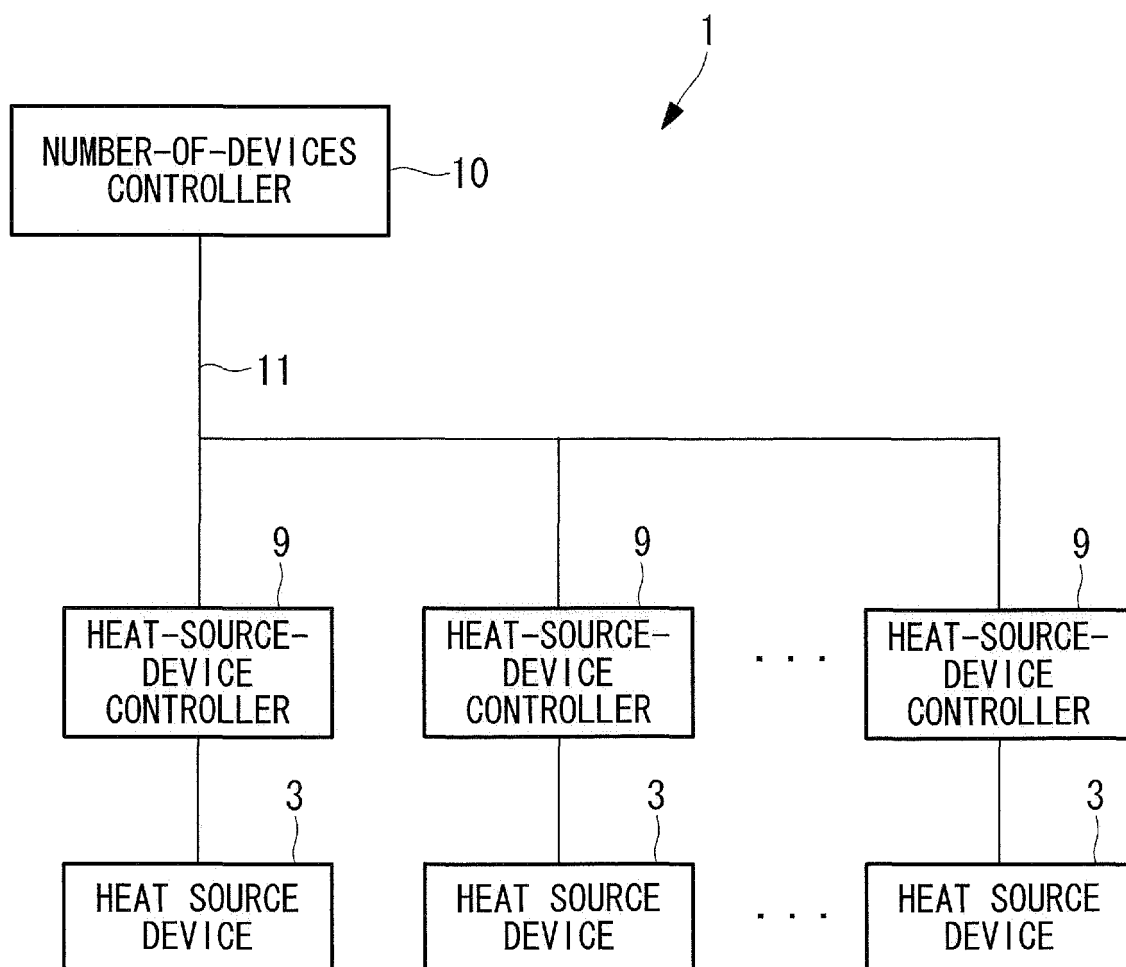 1
NUMBER-OF-DEVICES
CONTROLLER
10
11
9
9
9
HEAT-SOURCE-
DEVICE
CONTROLLER
HEAT-SOURCE-
DEVICE
CONTROLLER
. . .
HEAT-SOURCE-
DEVICE
CONTROLLER
3
3
3
HEAT SOURCE
DEVICE
HEAT SOURCE
DEVICE
. . .
HEAT SOURCE
DEVICE